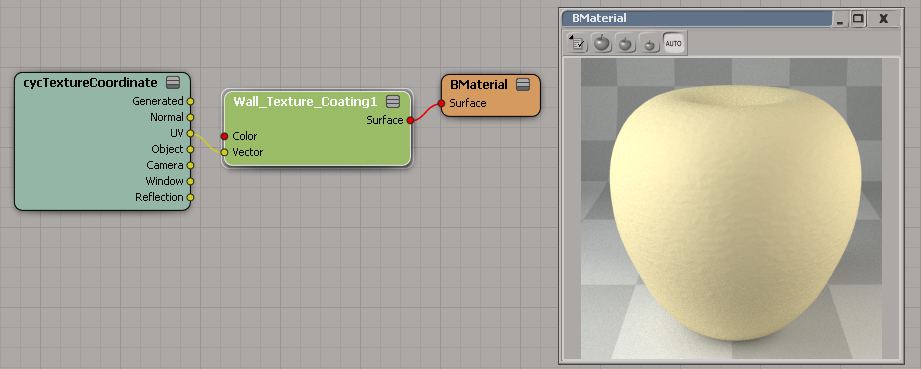 cycTextureCoordinate
Generated
Normal
UV
Object
Camera
Window
Reflection
Wall_Texture_Coating1
Surface
Color
Vector
BMaterial
Surface
BMaterial
AUTO